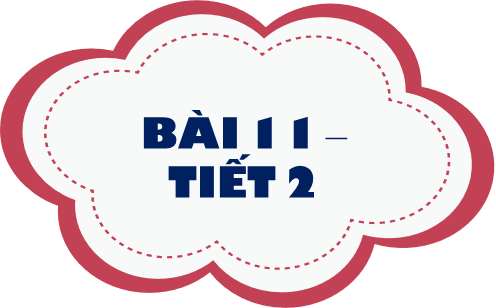 BÀI 11 –
TIẾT 2